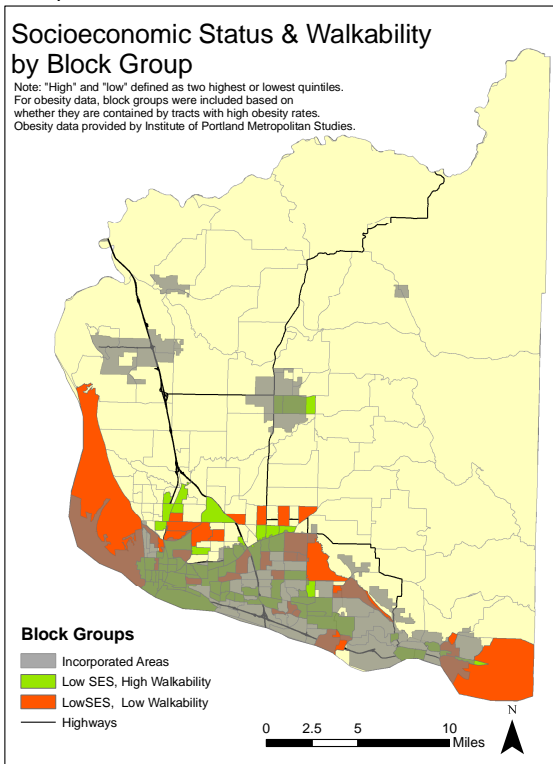 Socioeconomic Status & Walkability
by Block Group
Note: "High" and "low" defined as two highest or lowest quintiles.
For obesity data, block groups were included based on
whether they are contained by tracts with high obesity rates.
Obesity data provided by Institute of Portland Metropolitan Studies.
Block Groups
Incorporated Areas
Low SES, High Walkability
LowSES, Low Walkability
Highways
0 2.5 5 10
Miles
N